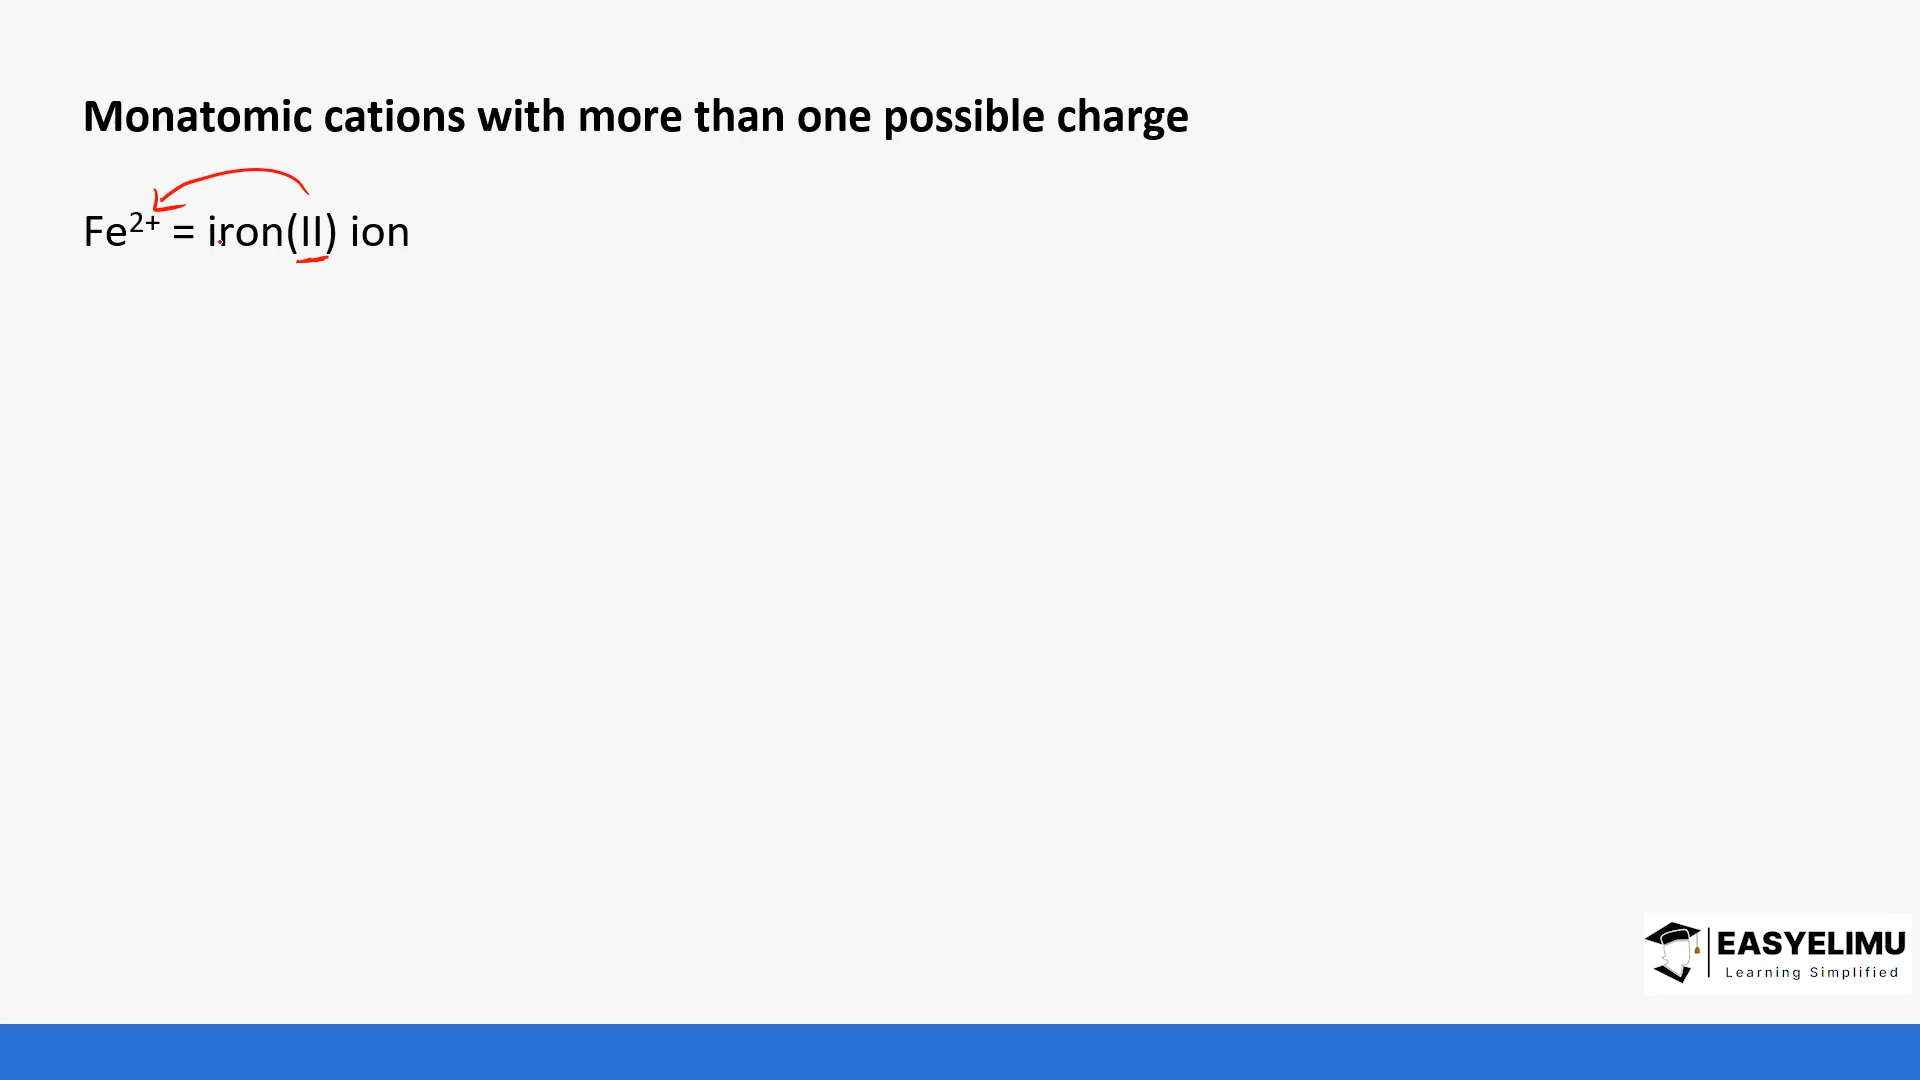 Monatomic cations with more than one possible charge
Fe²⁺ = iron(II) ion
EASYELIMU
Learning Simplified